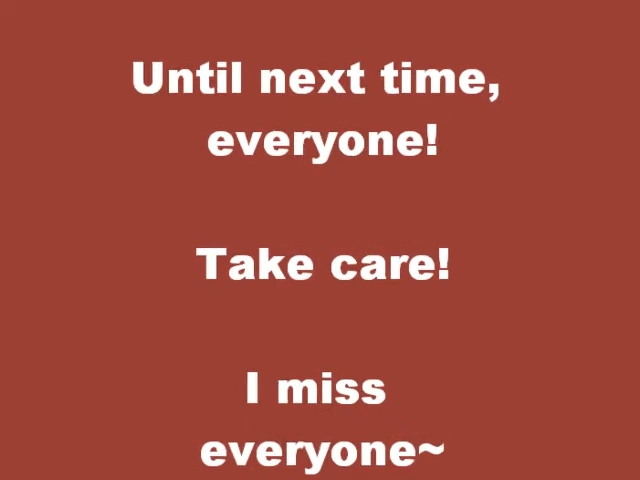 Until next time,
everyone!
Take care!
I miss
everyone~